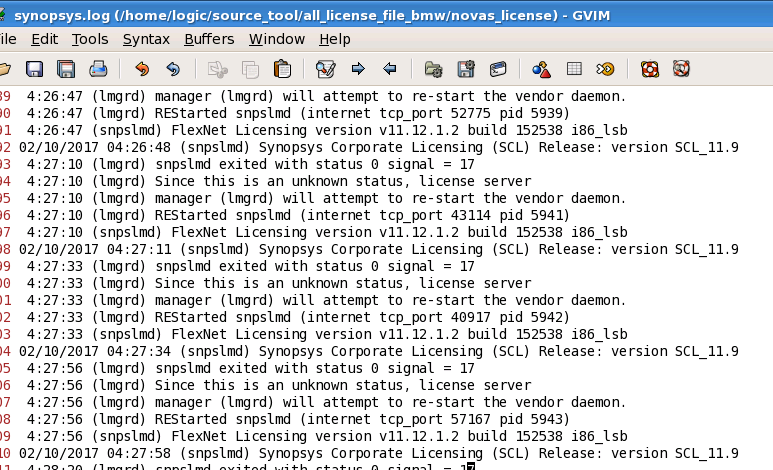 synopsys.log (/home/logic/source_tool/all_license_file_bmw/novas_license) - GVIM
ile Edit Tools Syntax Buffers Window Help
89 4:26:47 (lmgrd) manager (lmgrd) will attempt to re-start the vendor daemon.
90 4:26:47 (lmgrd) REStarted snpslmd (internet tcp_port 52775 pid 5939)
91 4:26:47 (snpslmd) FlexNet Licensing version v11.12.1.2 build 152538 i86_lsb
92 02/10/2017 04:26:48 (snpslmd) Synopsys Corporate Licensing (SCL) Release: version SCL_11.9
93 4:27:10 (lmgrd) snpslmd exited with status 0 signal = 17
94 4:27:10 (lmgrd) Since this is an unknown status, license server
95 4:27:10 (lmgrd) manager (lmgrd) will attempt to re-start the vendor daemon.
96 4:27:10 (lmgrd) REStarted snpslmd (internet tcp_port 43114 pid 5941)
97 4:27:10 (snpslmd) FlexNet Licensing version v11.12.1.2 build 152538 i86_lsb
98 02/10/2017 04:27:11 (snpslmd) Synopsys Corporate Licensing (SCL) Release: version SCL_11.9
99 4:27:33 (lmgrd) snpslmd exited with status 0 signal = 17
00 4:27:33 (lmgrd) Since this is an unknown status, license server
01 4:27:33 (lmgrd) manager (lmgrd) will attempt to re-start the vendor daemon.
02 4:27:33 (lmgrd) REStarted snpslmd (internet tcp_port 40917 pid 5942)
03 4:27:33 (snpslmd) FlexNet Licensing version v11.12.1.2 build 152538 i86_lsb
04 02/10/2017 04:27:34 (snpslmd) Synopsys Corporate Licensing (SCL) Release: version SCL_11.9
05 4:27:56 (lmgrd) snpslmd exited with status 0 signal = 17
06 4:27:56 (lmgrd) Since this is an unknown status, license server
07 4:27:56 (lmgrd) manager (lmgrd) will attempt to re-start the vendor daemon.
08 4:27:56 (lmgrd) REStarted snpslmd (internet tcp_port 57167 pid 5943)
09 4:27:56 (snpslmd) FlexNet Licensing version v11.12.1.2 build 152538 i86_lsb
10 02/10/2017 04:27:58 (snpslmd) Synopsys Corporate Licensing (SCL) Release: version SCL_11.9
11 4:28:20 (lmgrd) snpslmd exited with status 0 signal = 17